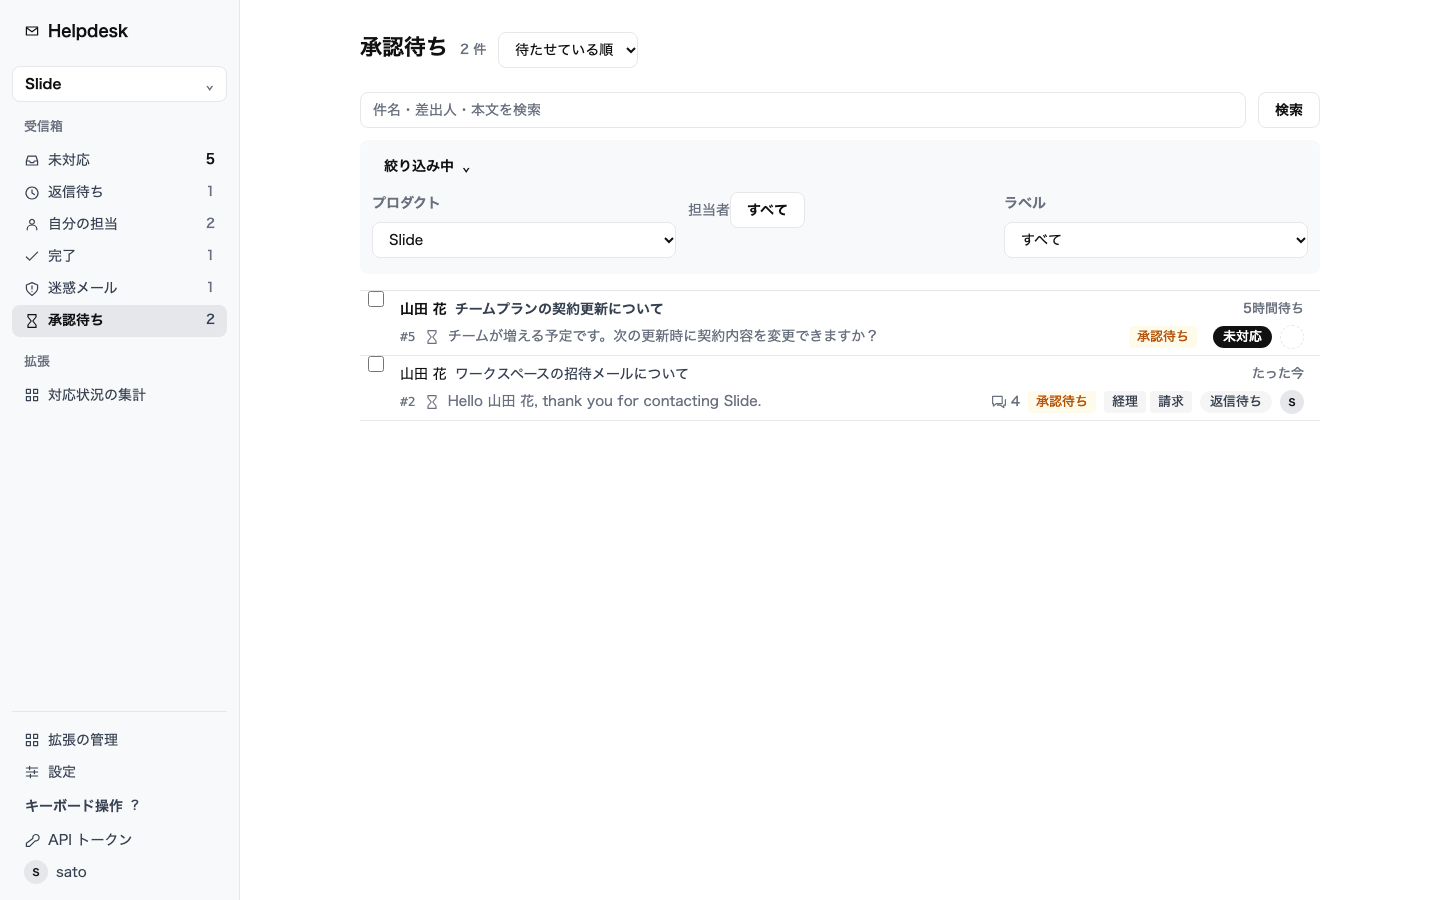 Helpdesk
Slide
受信箱
未対応 5
返信待ち 1
自分の担当 2
完了 1
迷惑メール 1
承認待ち 2
拡張
対応状況の集計
拡張の管理
設定
キーボード操作 ?
API トークン
S sato
承認待ち 2 件 待たせている順
件名・差出人・本文を検索 検索
絞り込み中
プロダクト 担当者 すべて ラベル
Slide すべて
山田 花 チームプランの契約更新について 5時間待ち
#5 チームが増える予定です。次の更新時に契約内容を変更できますか？ 承認待ち 未対応
山田 花 ワークスペースの招待メールについて たった今
#2 Hello 山田 花, thank you for contacting Slide. 4 承認待ち 経理 請求 返信待ち S